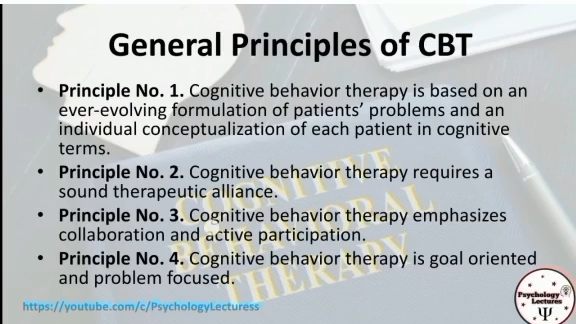 General Principles of CBT
• Principle No. 1. Cognitive behavior therapy is based on an
ever-evolving formulation of patients' problems and an
individual conceptualization of each patient in cognitive
terms.
• Principle No. 2. Cognitive behavior therapy requires a
sound therapeutic alliance.
• Principle No. 3. Cognitive behavior therapy emphasizes
collaboration and active participation.
• Principle No. 4. Cognitive behavior therapy is goal oriented
and problem focused.
COGNITIVE
BEHAVIORAL
THERAPY
https://youtube.com/c/PsychologyLecturess
Psychology
Lectures
Ψ